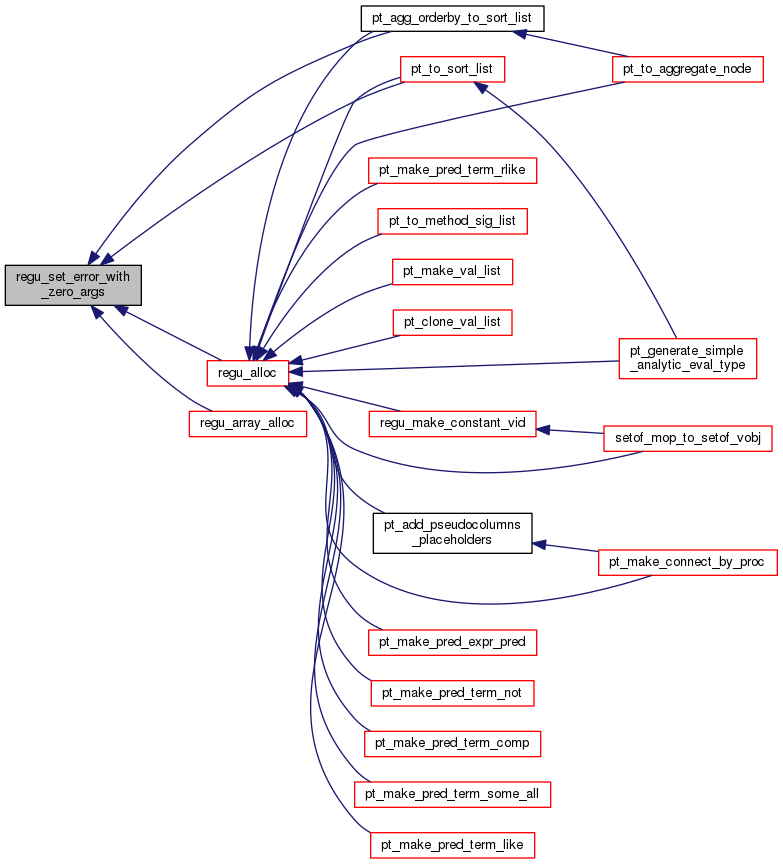 pt_agg_orderby_to_sort_list
pt_to_sort_list
pt_to_aggregate_node
pt_make_pred_term_rlike
pt_to_method_sig_list
regu_set_error_with
_zero_args
pt_make_val_list
pt_clone_val_list
pt_generate_simple
_analytic_eval_type
regu_alloc
regu_array_alloc
regu_make_constant_vid
setof_mop_to_setof_vobj
pt_add_pseudocolumns
_placeholders
pt_make_connect_by_proc
pt_make_pred_expr_pred
pt_make_pred_term_not
pt_make_pred_term_comp
pt_make_pred_term_some_all
pt_make_pred_term_like